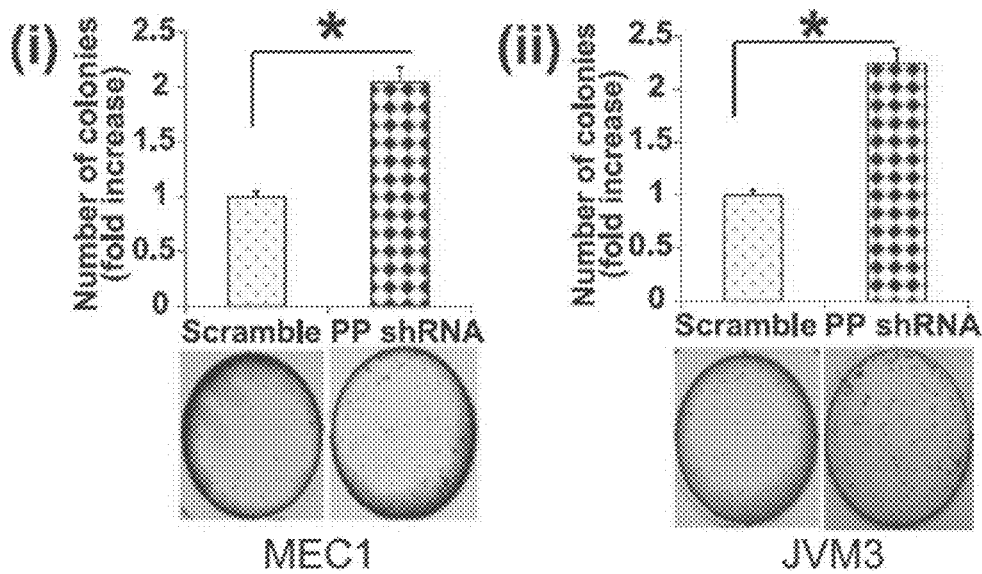 (i)
Number of colonies
(fold increase)
2.5
2
1.5
1
0.5
0
*
Scramble PP shRNA
MEC1
(ii)
Number of colonies
(fold increase)
2.5
2
1.5
1
0.5
0
*
Scramble PP shRNA
JVM3